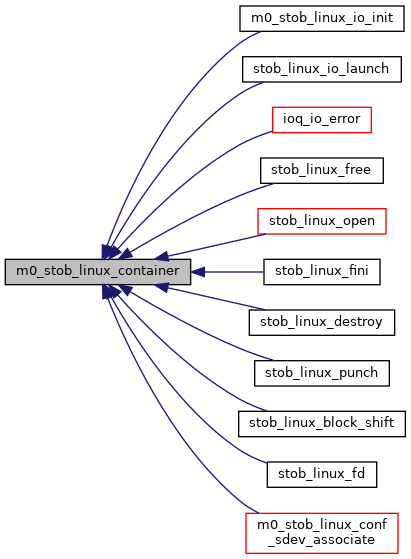 m0_stob_linux_io_init
stob_linux_io_launch
ioq_io_error
stob_linux_free
stob_linux_open
m0_stob_linux_container
stob_linux_fini
stob_linux_destroy
stob_linux_punch
stob_linux_block_shift
stob_linux_fd
m0_stob_linux_conf
_sdev_associate